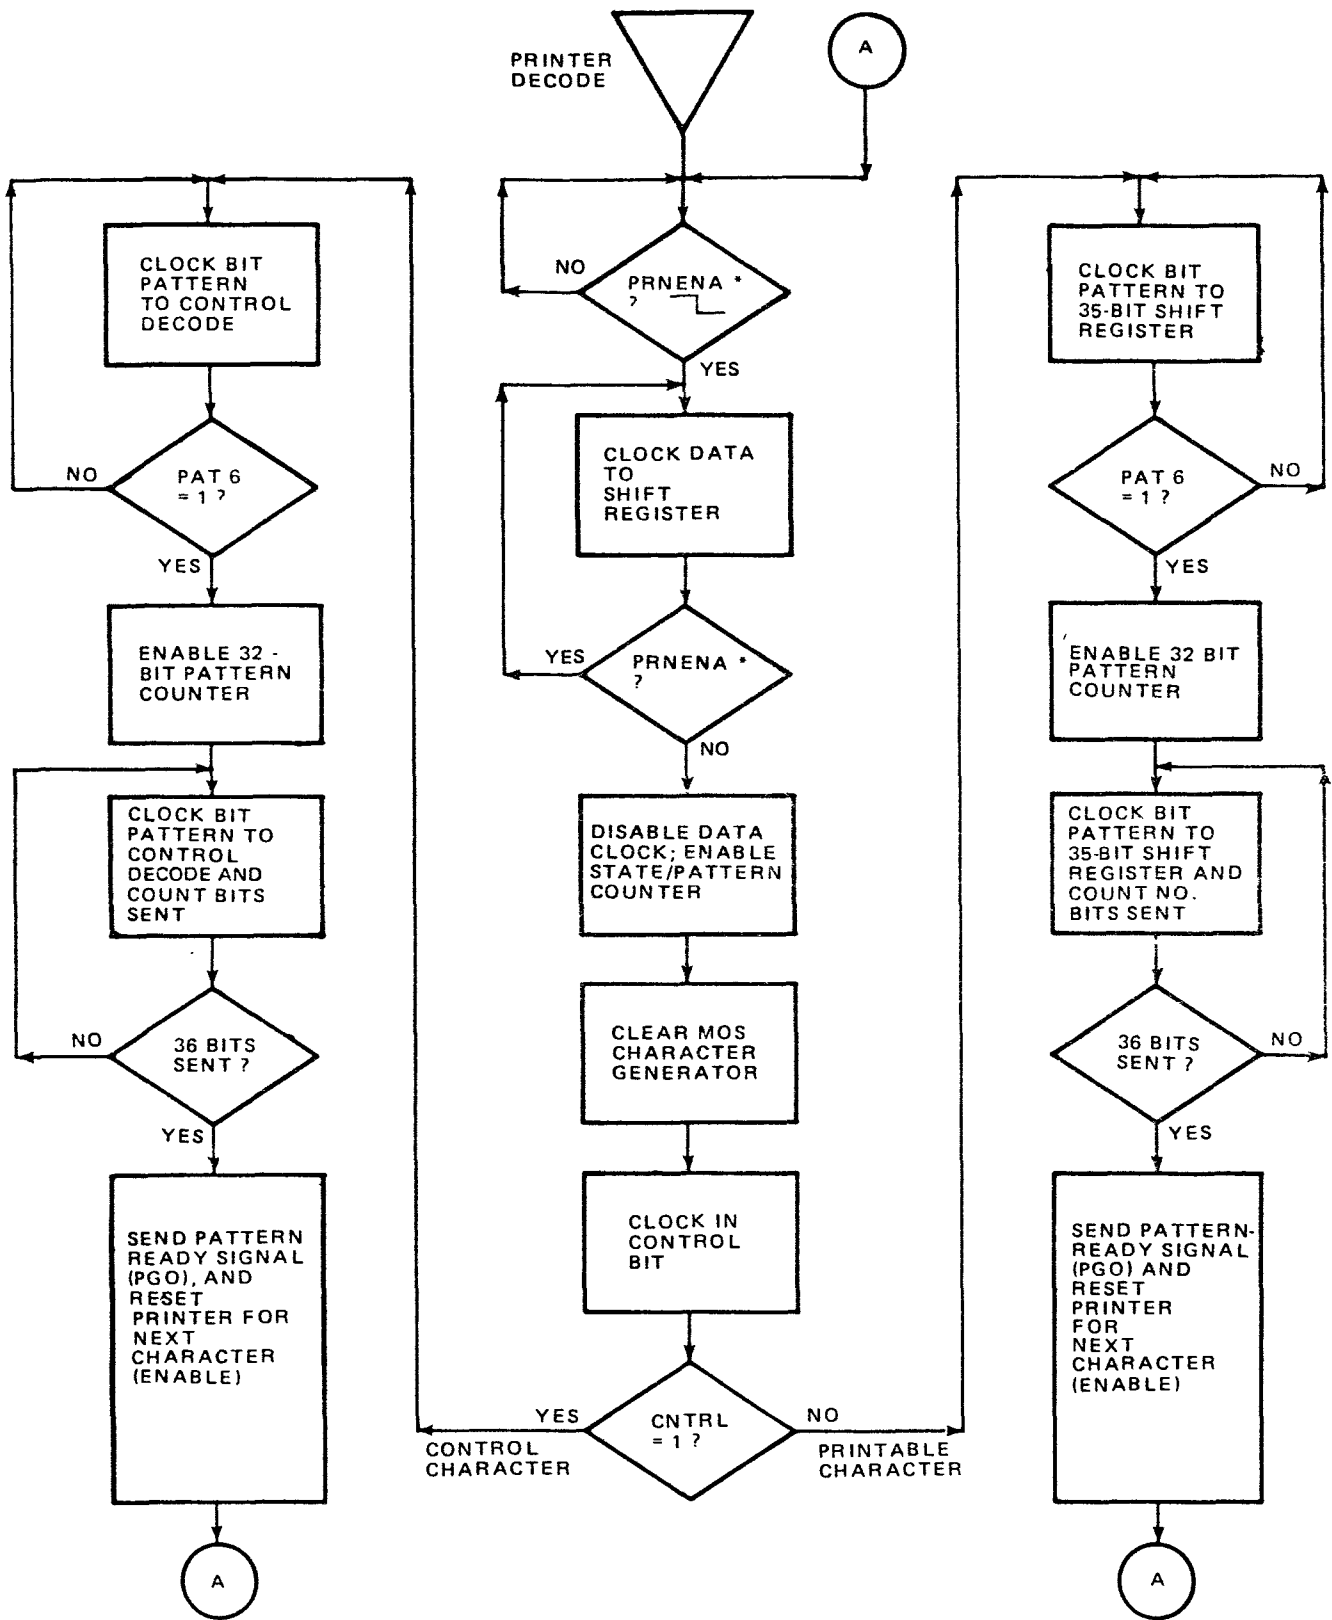 PRINTER
DECODE
A
NO
PRNENA *
?
YES
CLOCK DATA
TO
SHIFT
REGISTER
YES
PRNENA *
?
NO
DISABLE DATA
CLOCK; ENABLE
STATE/PATTERN
COUNTER
CLEAR MOS
CHARACTER
GENERATOR
CLOCK IN
CONTROL
BIT
CNTRL
= 1 ?
YES
CONTROL
CHARACTER
NO
PRINTABLE
CHARACTER
CLOCK BIT
PATTERN
TO CONTROL
DECODE
NO
PAT 6
= 1 ?
YES
ENABLE 32 -
BIT PATTERN
COUNTER
CLOCK BIT
PATTERN TO
CONTROL
DECODE AND
COUNT BITS
SENT
NO
36 BITS
SENT ?
YES
SEND PATTERN
READY SIGNAL
(PGO), AND
RESET
PRINTER FOR
NEXT
CHARACTER
(ENABLE)
A
CLOCK BIT
PATTERN TO
35-BIT SHIFT
REGISTER
PAT 6
= 1 ?
NO
YES
ENABLE 32 BIT
PATTERN
COUNTER
CLOCK BIT
PATTERN TO
35-BIT SHIFT
REGISTER AND
COUNT NO.
BITS SENT
36 BITS
SENT ?
NO
YES
SEND PATTERN-
READY SIGNAL
(PGO) AND
RESET
PRINTER
FOR
NEXT
CHARACTER
(ENABLE)
A